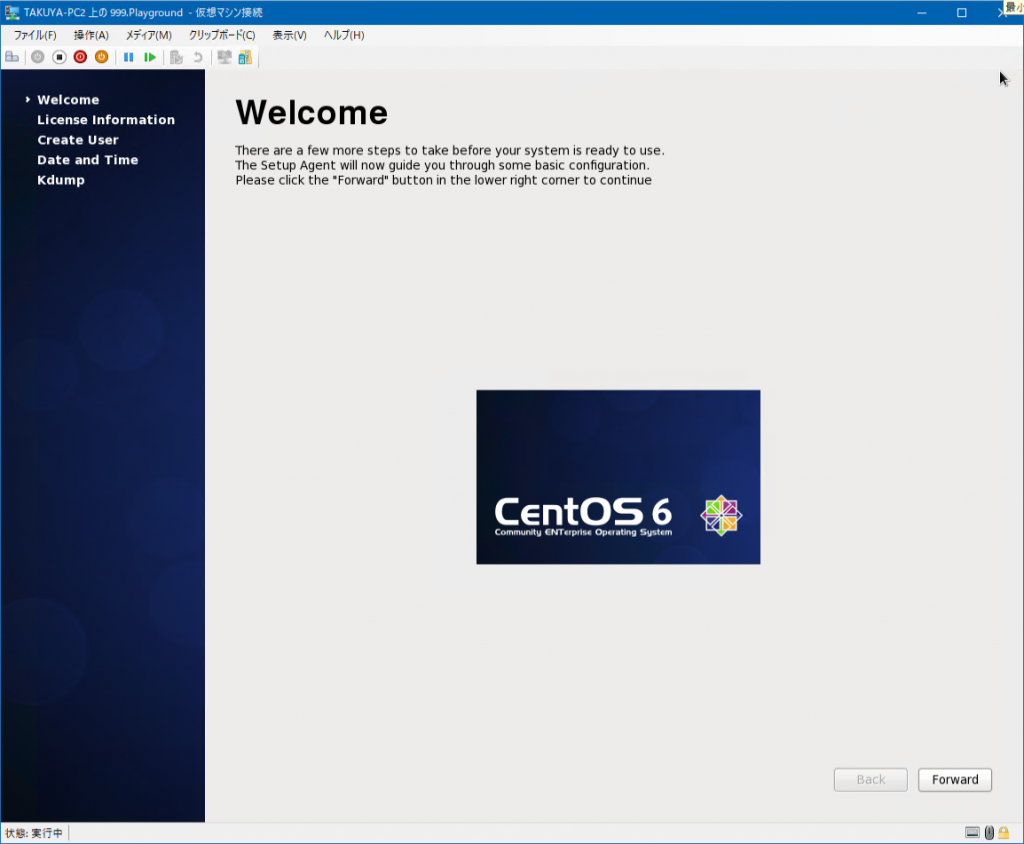 TAKUYA-PC2 上の 999.Playground - 仮想マシン接続
ファイル(F) 操作(A) メディア(M) クリップボード(C) 表示(V) ヘルプ(H)
Welcome
License Information
Create User
Date and Time
Kdump
Welcome
There are a few more steps to take before your system is ready to use.
The Setup Agent will now guide you through some basic configuration.
Please click the "Forward" button in the lower right corner to continue
CentOS 6
Community ENTerprise Operating System
Back Forward
状態: 実行中